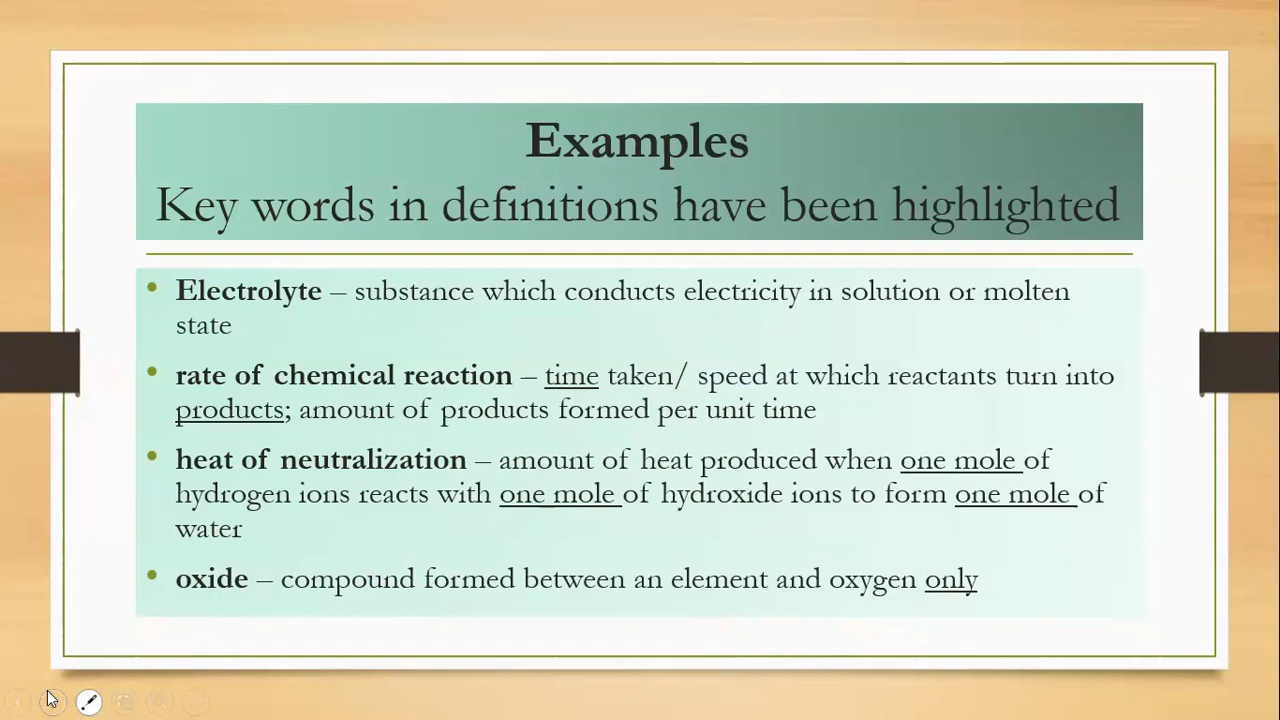 Examples
Key words in definitions have been highlighted
• Electrolyte – substance which conducts electricity in solution or molten
state
• rate of chemical reaction – time taken/ speed at which reactants turn into
products; amount of products formed per unit time
• heat of neutralization – amount of heat produced when one mole of
hydrogen ions reacts with one mole of hydroxide ions to form one mole of
water
• oxide – compound formed between an element and oxygen only